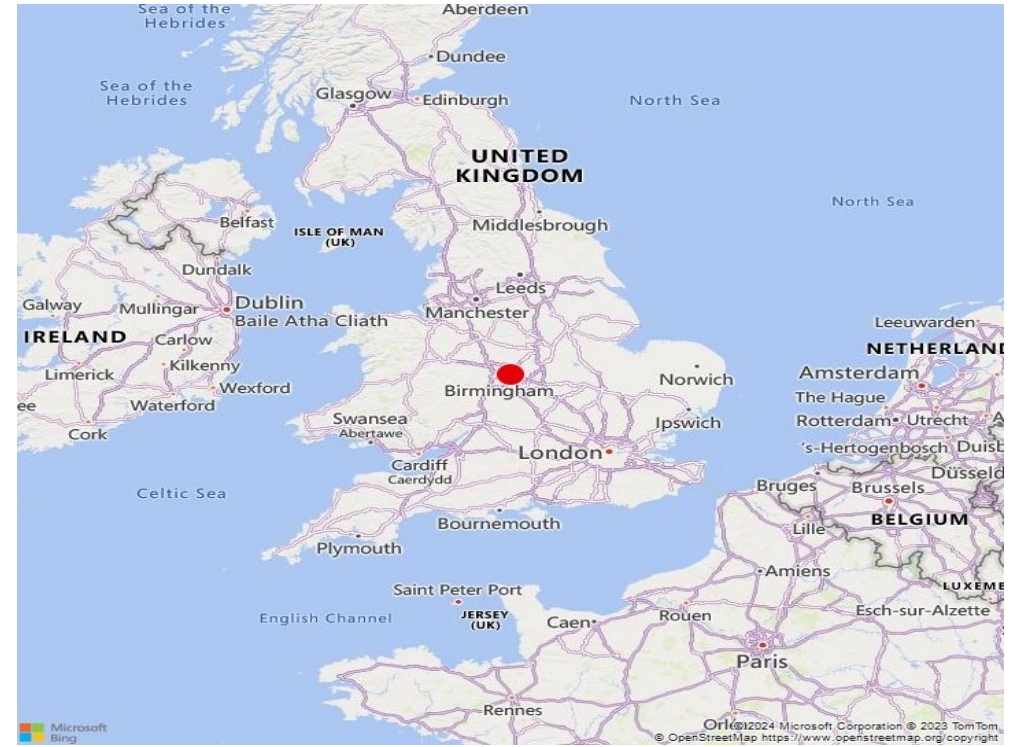 Aberdeen
Sea of the
Hebrides
Dundee
Sea of the
Hebrides
Glasgow
Edinburgh
North Sea
UNITED
KINGDOM
North Sea
Belfast
ISLE OF MAN
(UK)
Middlesbrough
Dundalk
Leeds
Galway
Mullingar
Dublin
Baile Atha Cliath
Manchester
IRELAND
Carlow
Leeuwarden
NETHERLAND
Limerick
Kilkenny
Wexford
Birmingham
Norwich
Amsterdam
The Hague
ee
Waterford
Cork
Swansea
Abertawe
Ipswich
Rotterdam
Utrecht
A
London
's-Hertogenbosch
Duisb
Cardiff
Caerdydd
Düsseld
Celtic Sea
Bruges
Brussels
Bournemouth
Lille
BELGIUM
Plymouth
Amiens
Saint Peter Port
LUXEME
English Channel
JERSEY
(UK)
Caen
Rouen
Esch-sur-Alzette
Paris
Rennes
Microsoft
Bing
© 2024 Microsoft Corporation © 2023 TomTom
© OpenStreetMap https://www.openstreetmap.org/copyright